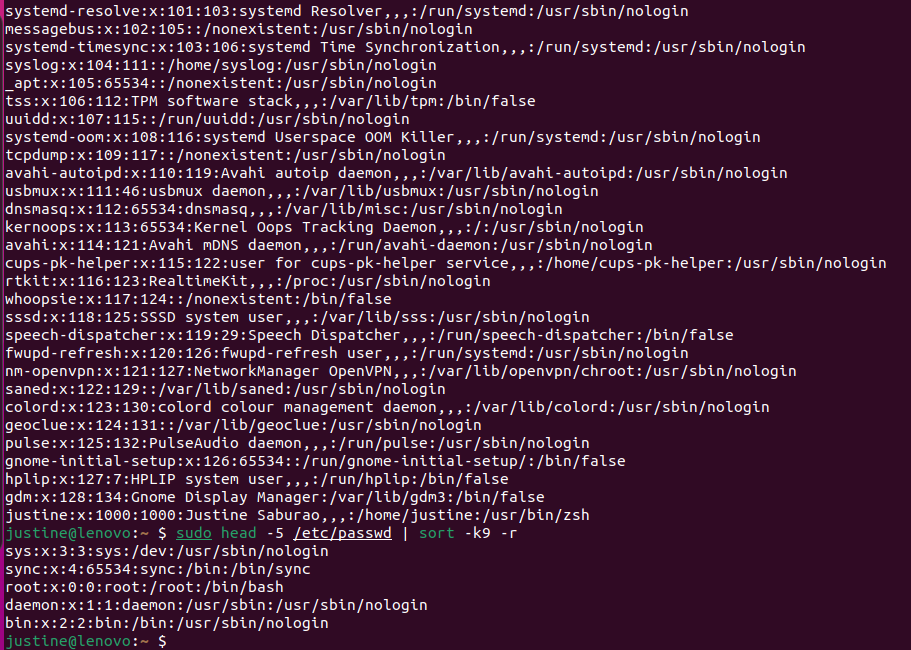 systemd-resolve:x:101:103:systemd Resolver,,,:/run/systemd:/usr/sbin/nologin
messagebus:x:102:105::/nonexistent:/usr/sbin/nologin
systemd-timesync:x:103:106:systemd Time Synchronization,,,:/run/systemd:/usr/sbin/nologin
syslog:x:104:111::/home/syslog:/usr/sbin/nologin
_apt:x:105:65534::/nonexistent:/usr/sbin/nologin
tss:x:106:112:TPM software stack,,,:/var/lib/tpm:/bin/false
uuidd:x:107:115::/run/uuidd:/usr/sbin/nologin
systemd-oom:x:108:116:systemd Userspace OOM Killer,,,:/run/systemd:/usr/sbin/nologin
tcpdump:x:109:117::/nonexistent:/usr/sbin/nologin
avahi-autoipd:x:110:119:Avahi autoip daemon,,,:/var/lib/avahi-autoipd:/usr/sbin/nologin
usbmux:x:111:46:usbmux daemon,,,:/var/lib/usbmux:/usr/sbin/nologin
dnsmasq:x:112:65534:dnsmasq,,,:/var/lib/misc:/usr/sbin/nologin
kernoops:x:113:65534:Kernel Oops Tracking Daemon,,,:/:/usr/sbin/nologin
avahi:x:114:121:Avahi mDNS daemon,,,:/run/avahi-daemon:/usr/sbin/nologin
cups-pk-helper:x:115:122:user for cups-pk-helper service,,,:/home/cups-pk-helper:/usr/sbin/nologin
rtkit:x:116:123:RealtimeKit,,,:/proc:/usr/sbin/nologin
whoopsie:x:117:124::/nonexistent:/bin/false
sssd:x:118:125:SSSD system user,,,:/var/lib/sss:/usr/sbin/nologin
speech-dispatcher:x:119:29:Speech Dispatcher,,,:/run/speech-dispatcher:/bin/false
fwupd-refresh:x:120:126:fwupd-refresh user,,,:/run/systemd:/usr/sbin/nologin
nm-openvpn:x:121:127:NetworkManager OpenVPN,,,:/var/lib/openvpn/chroot:/usr/sbin/nologin
saned:x:122:129::/var/lib/saned:/usr/sbin/nologin
colord:x:123:130:colord colour management daemon,,,:/var/lib/colord:/usr/sbin/nologin
geoclue:x:124:131::/var/lib/geoclue:/usr/sbin/nologin
pulse:x:125:132:PulseAudio daemon,,,:/run/pulse:/usr/sbin/nologin
gnome-initial-setup:x:126:65534::/run/gnome-initial-setup/:/bin/false
hplip:x:127:7:HPLIP system user,,,:/run/hplip:/bin/false
gdm:x:128:134:Gnome Display Manager:/var/lib/gdm3:/bin/false
justine:x:1000:1000:Justine Saburao,,,:/home/justine:/usr/bin/zsh
justine@lenovo:~ $ sudo head -5 /etc/passwd | sort -k9 -r
sys:x:3:3:sys:/dev:/usr/sbin/nologin
sync:x:4:65534:sync:/bin:/bin/sync
root:x:0:0:root:/root:/bin/bash
daemon:x:1:1:daemon:/usr/sbin:/usr/sbin/nologin
bin:x:2:2:bin:/bin:/usr/sbin/nologin
justine@lenovo:~ $